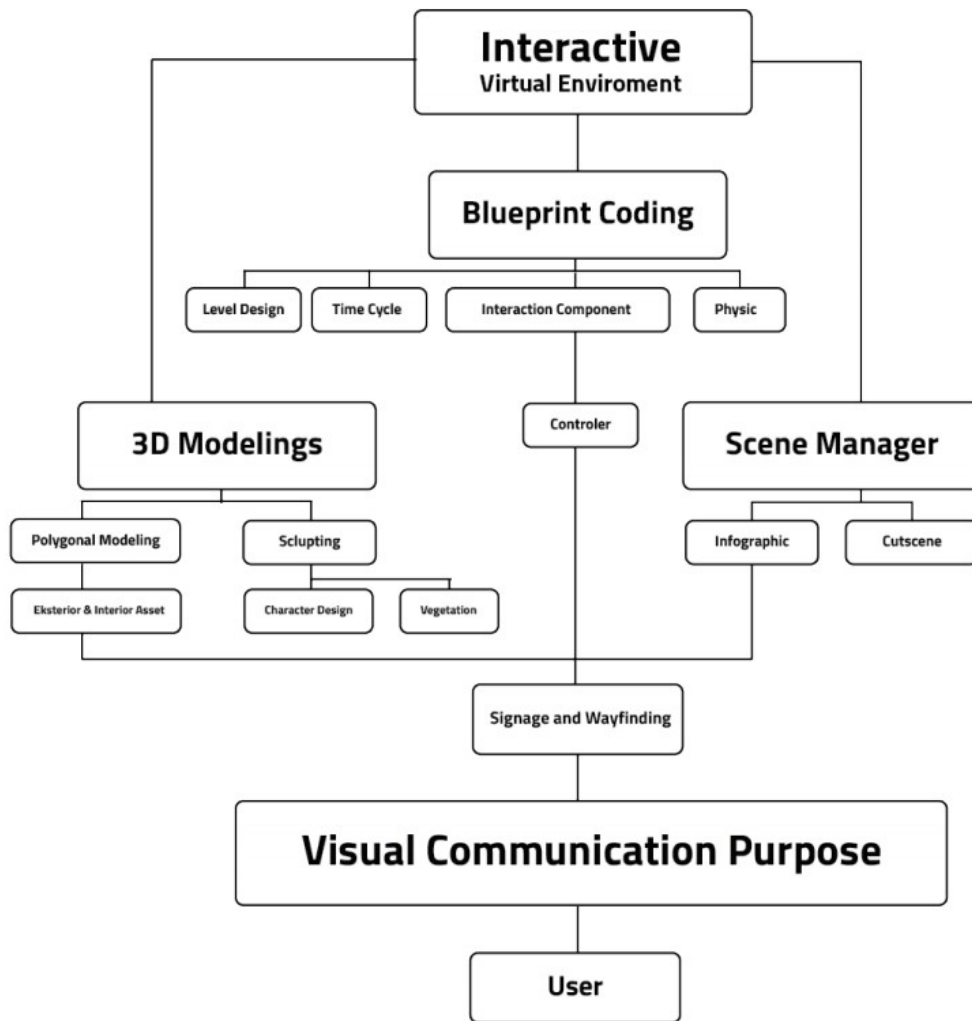 Interactive
Virtual Enviroment
Blueprint Coding
Level Design
Time Cycle
Interaction Component
Physic
3D Modelings
Controler
Scene Manager
Polygonal Modeling
Sclupting
Infographic
Cutscene
Eksterior & Interior Asset
Character Design
Vegetation
Signage and Wayfinding
Visual Communication Purpose
User